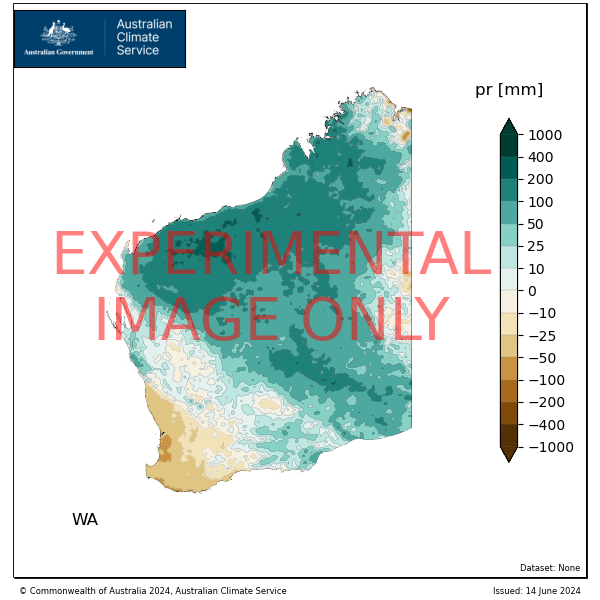 Australian Government
Australian
Climate
Service
pr [mm]
1000
400
200
100
50
25
10
0
−10
−25
−50
−100
−200
−400
−1000
EXPERIMENTAL
IMAGE ONLY
WA
Dataset: None
© Commonwealth of Australia 2024, Australian Climate Service
Issued: 14 June 2024